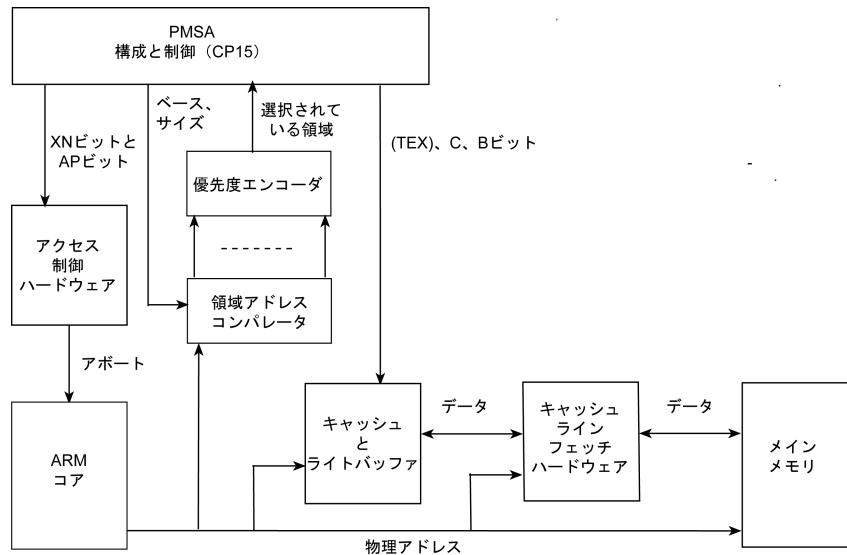 PMSA
構成と制御（CP15）
ベース、
サイズ
選択されて
いる領域
XNビットと
APビット
(TEX)、C、Bビット
優先度エンコーダ
アクセス
制御
ハードウェア
領域アドレス
コンパレータ
アボート
データ
データ
キャッシュ
と
ライトバッファ
キャッシュ
ライン
フェッチ
ハードウェア
メイン
メモリ
ARM
コア
物理アドレス